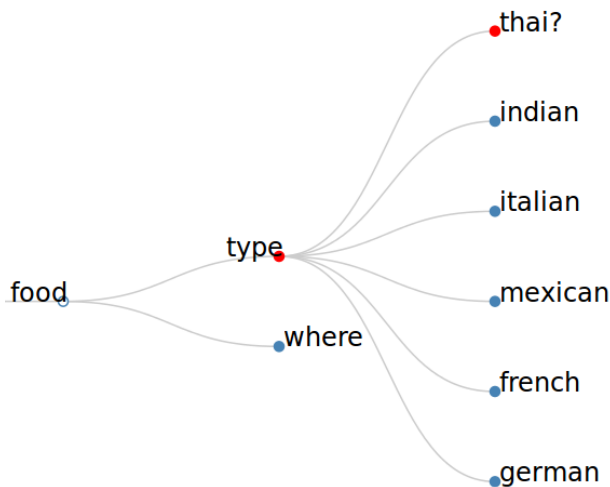 thai?
indian
italian
type
food
mexican
where
french
german